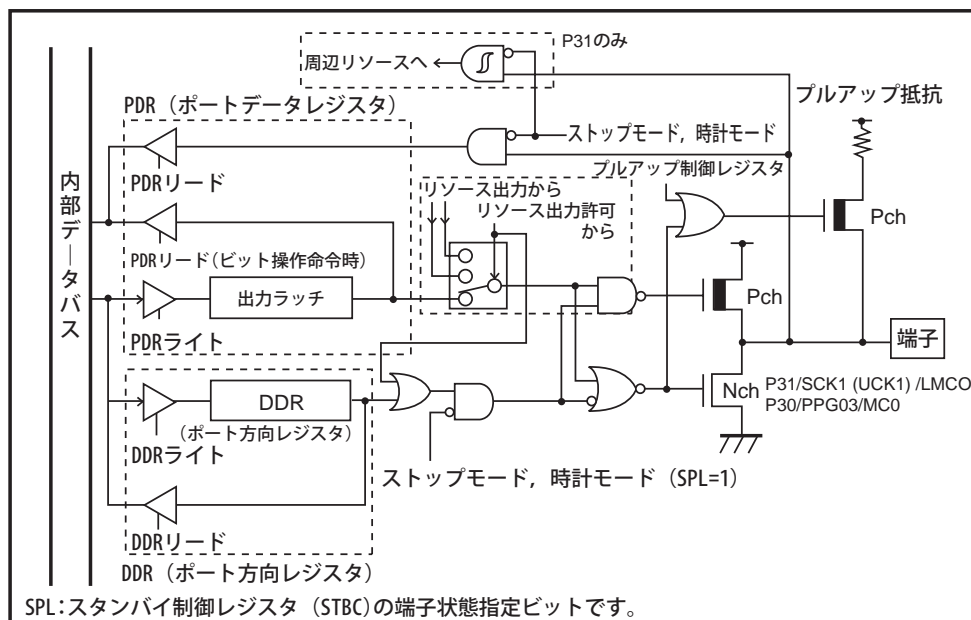 P31のみ
周辺リソースへ
PDR（ポートデータレジスタ）
プルアップ抵抗
ストップモード，時計モード
PDRリード
プルアップ制御レジスタ
内部データバス
リソース出力から
リソース出力許可
から
Pch
PDRリード（ビット操作命令時）
出力ラッチ
Pch
PDRライト
端子
DDR
（ポート方向レジスタ）
Nch
P31/SCK1 (UCK1) /LMCO
P30/PPG03/MC0
DDRライト
ストップモード，時計モード（SPL=1）
DDRリード
DDR（ポート方向レジスタ）
SPL：スタンバイ制御レジスタ（STBC）の端子状態指定ビットです。